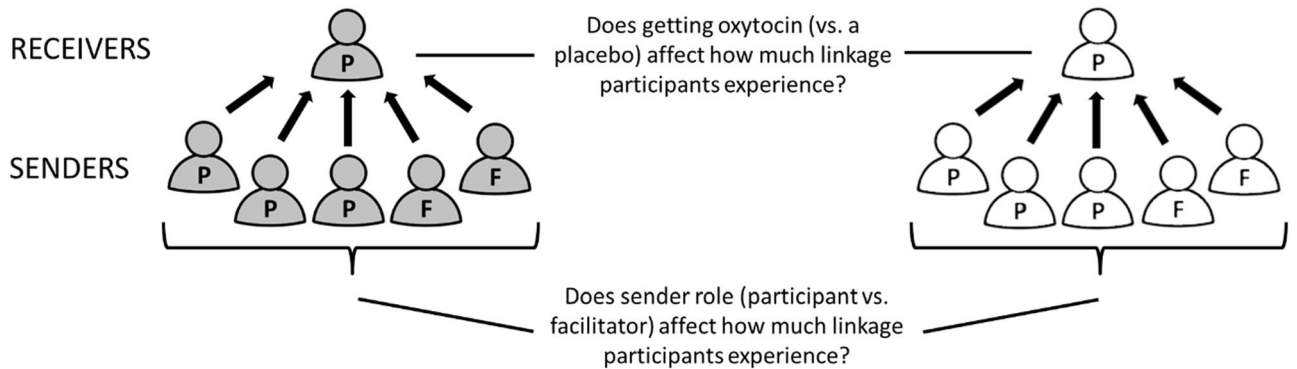 RECEIVERS
P
Does getting oxytocin (vs. a
placebo) affect how much linkage
participants experience?
P
SENDERS
P
P
P
F
F
P
P
P
F
F
Does sender role (participant vs.
facilitator) affect how much linkage
participants experience?